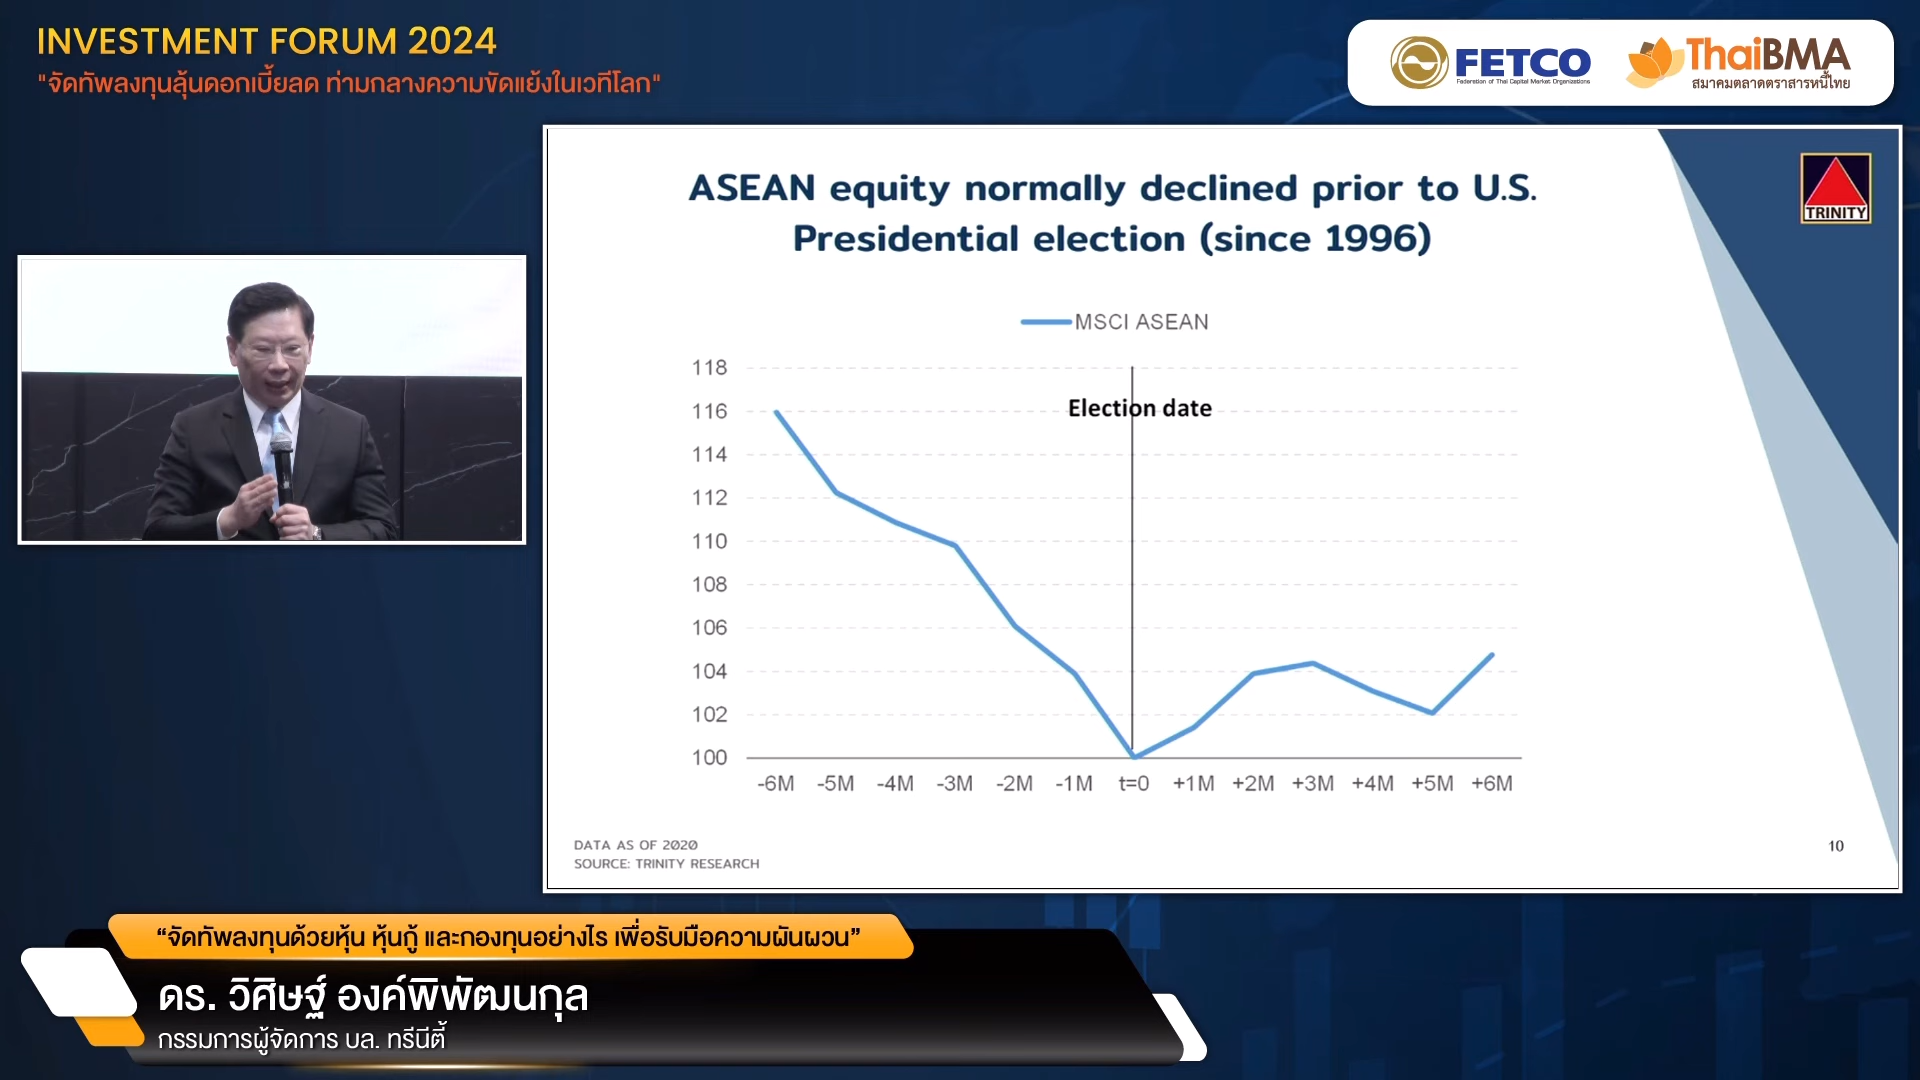 INVESTMENT FORUM 2024
"จัดทัพลงทุนลุ้นดอกเบี้ยลด ท่ามกลางความขัดแย้งในเวทีโลก"
FETCO
Federation of Thai Capital Market Organizations
ThaiBMA
สมาคมตลาดตราสารหนี้ไทย
ASEAN equity normally declined prior to U.S.
Presidential election (since 1996)
TRINITY
MSCI ASEAN
Election date
118
116
114
112
110
108
106
104
102
100
-6M -5M -4M -3M -2M -1M t=0 +1M +2M +3M +4M +5M +6M
DATA AS OF 2020
SOURCE: TRINITY RESEARCH
10
“จัดทัพลงทุนด้วยหุ้น หุ้นกู้ และกองทุนอย่างไร เพื่อรับมือความผันผวน”
ดร. วิศิษฐ์ องค์พิพัฒนกุล
กรรมการผู้จัดการ บล. ทรีนีตี้